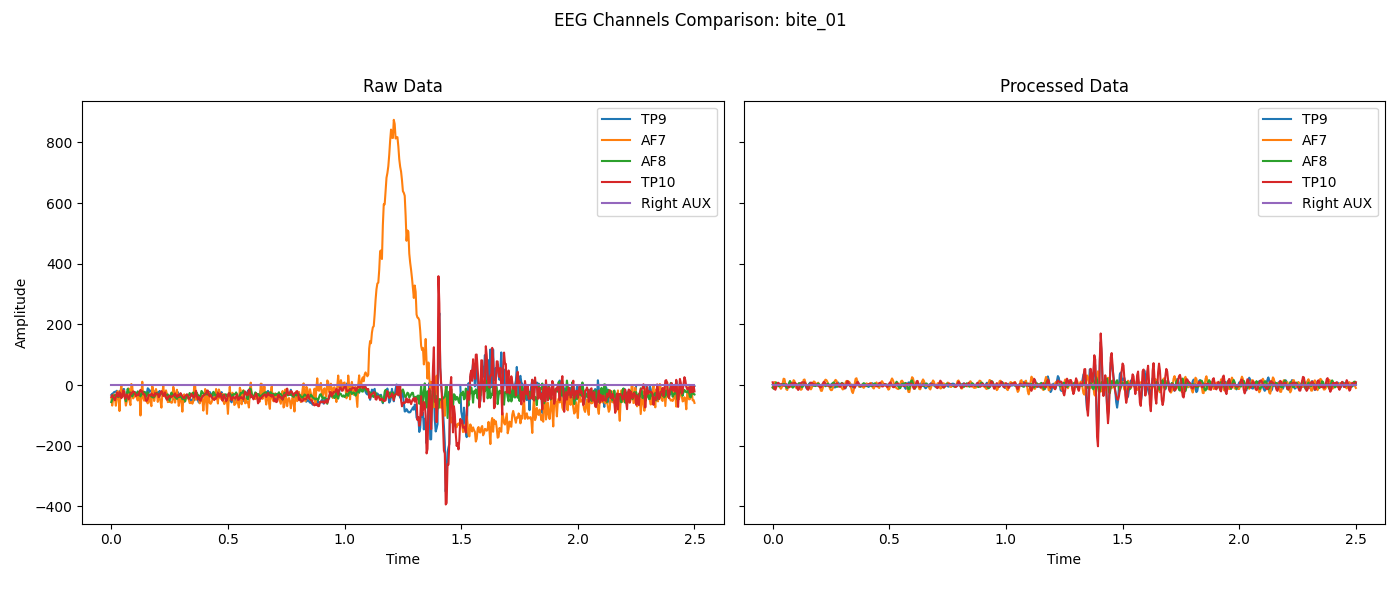 EEG Channels Comparison: bite_01
Raw Data
Processed Data
TP9
AF7
AF8
TP10
Right AUX
TP9
AF7
AF8
TP10
Right AUX
Amplitude
800
600
400
200
0
−200
−400
0.0 0.5 1.0 1.5 2.0 2.5
0.0 0.5 1.0 1.5 2.0 2.5
Time
Time